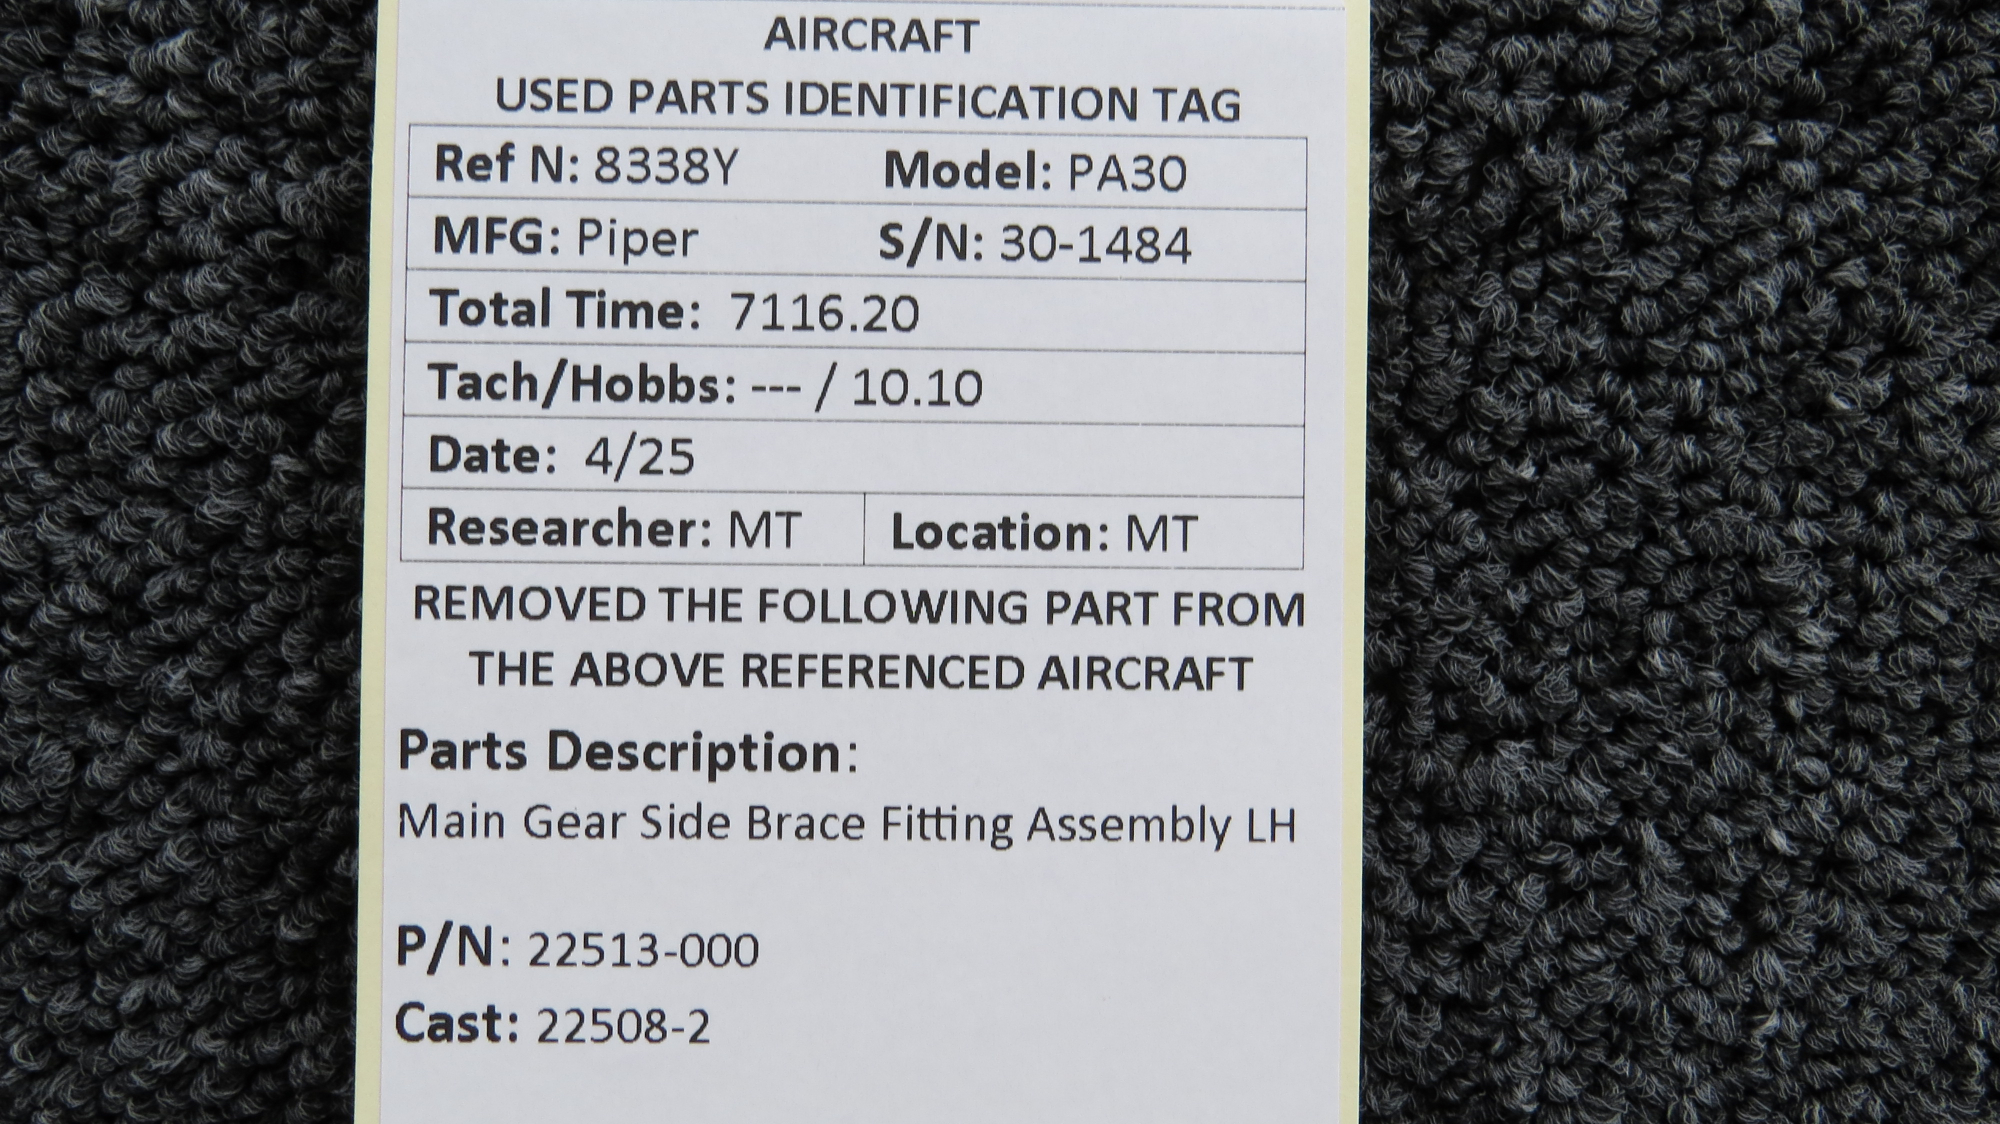 AIRCRAFT
USED PARTS IDENTIFICATION TAG
Ref N: 8338Y Model: PA30
MFG: Piper S/N: 30-1484
Total Time: 7116.20
Tach/Hobbs: --- / 10.10
Date: 4/25
Researcher: MT Location: MT
REMOVED THE FOLLOWING PART FROM
THE ABOVE REFERENCED AIRCRAFT
Parts Description:
Main Gear Side Brace Fitting Assembly LH
P/N: 22513-000
Cast: 22508-2